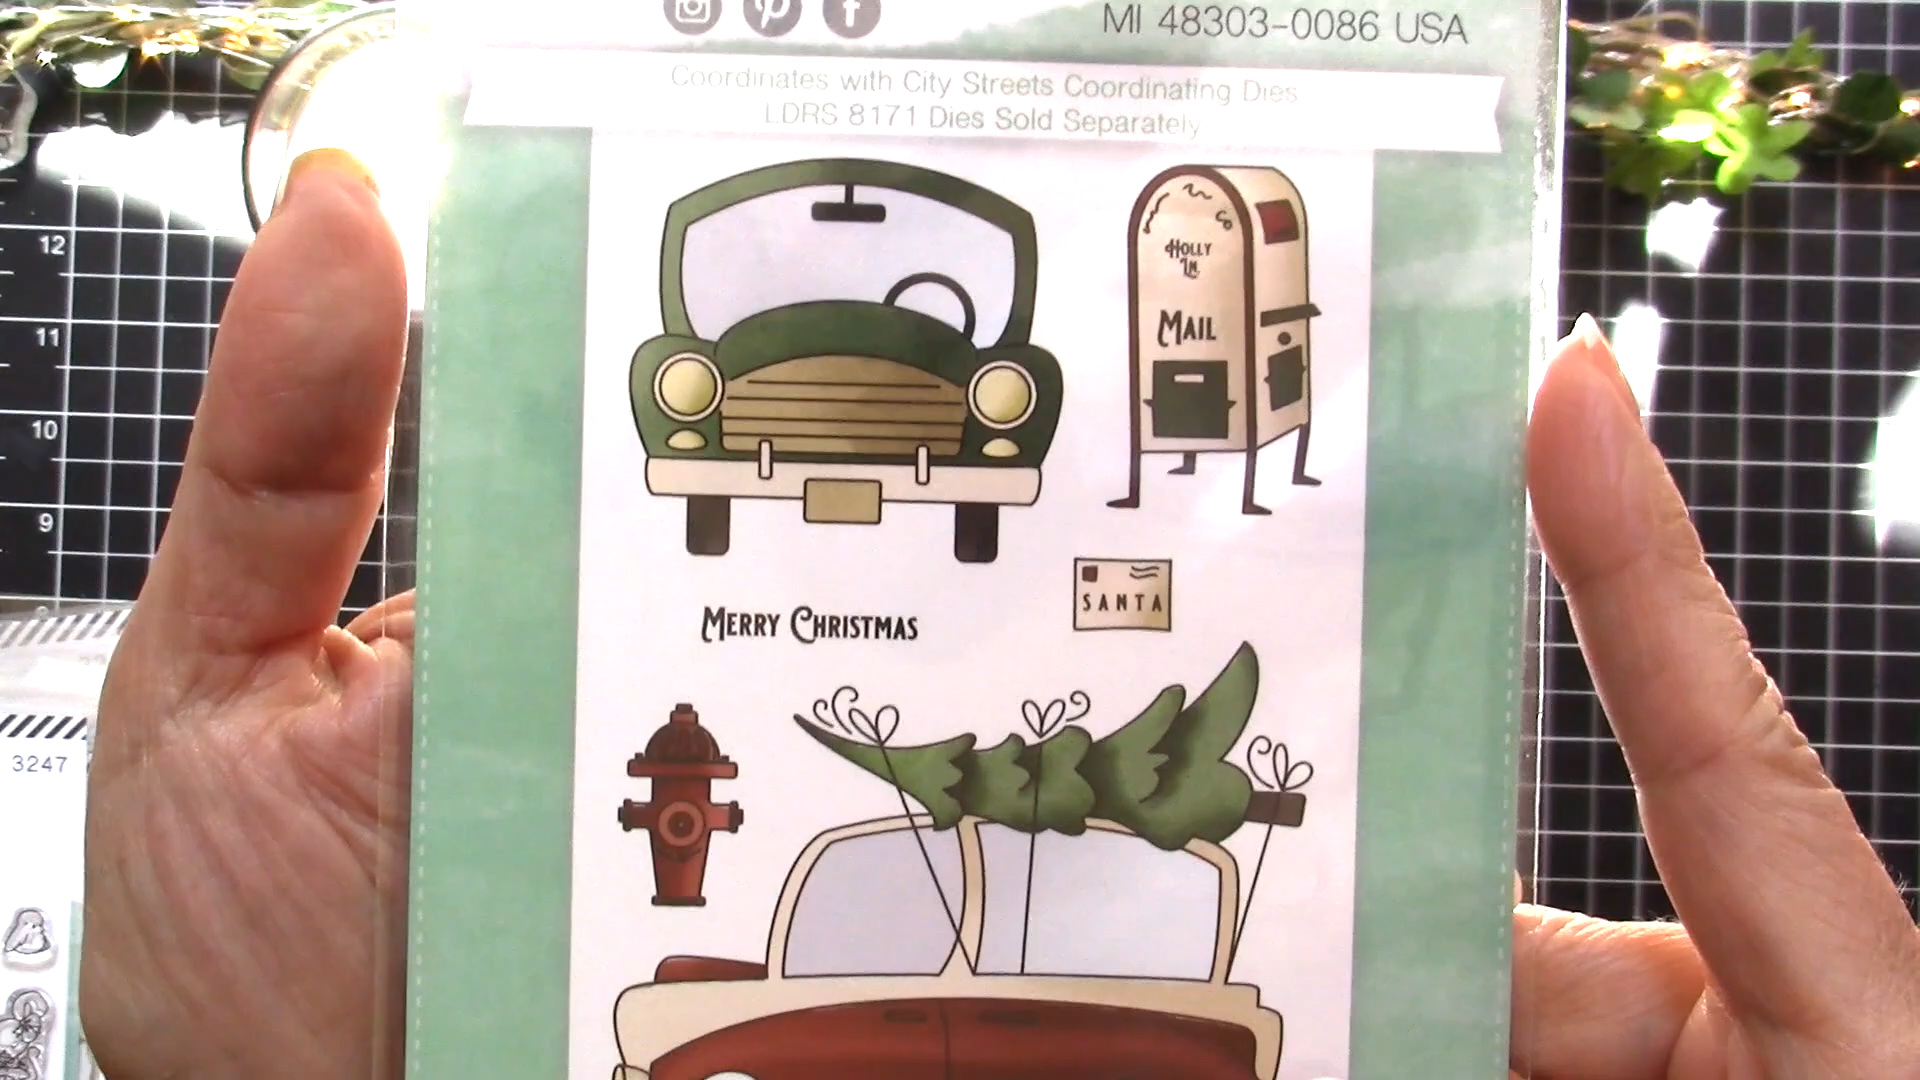 MI 48303-0086 USA
Coordinates with City Streets Coordinating Dies
LDRS 8171 Dies Sold Separately
HOLLY
LN.
MAIL
SANTA
MERRY CHRISTMAS
12
11
10
9
3247